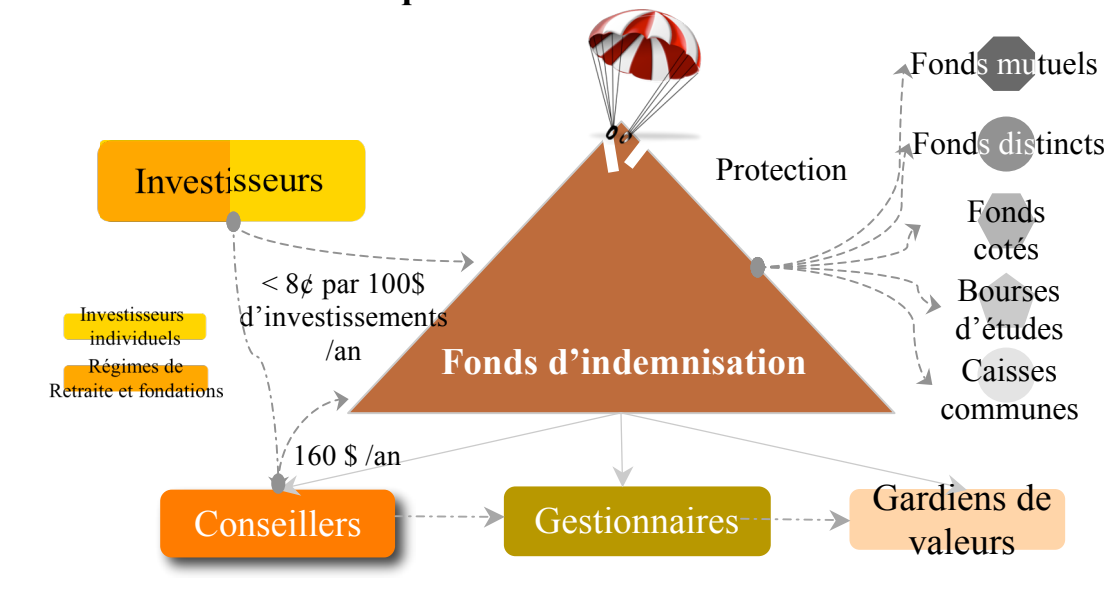 Investisseurs
Protection
Fonds mutuels
Fonds distincts
Fonds
cotés
Bourses
d’études
Caisses
communes
< 8¢ par 100$
d’investissements
/an
Investisseurs
individuels
Régimes de
Retraite et fondations
Fonds d’indemnisation
160 $ /an
Conseillers
Gestionnaires
Gardiens de
valeurs